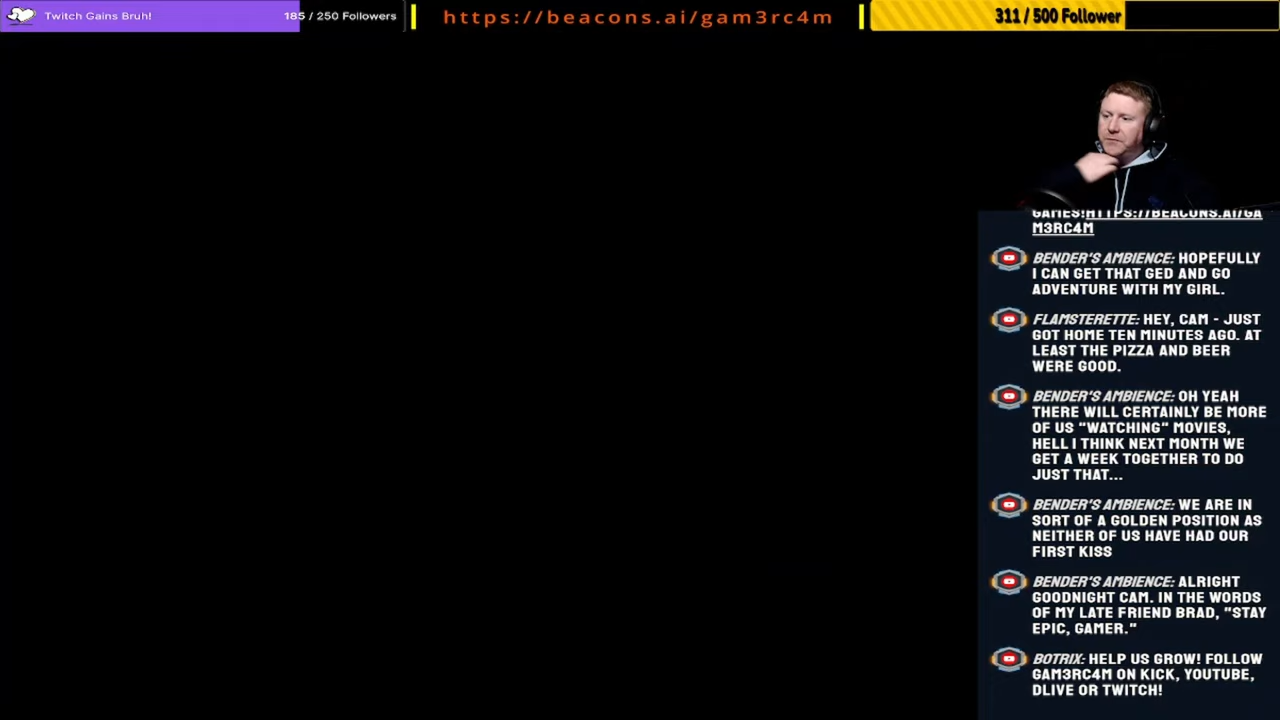 Twitch Gains Bruh!
185 / 250 Followers
https://beacons.ai/gam3rc4m
311 / 500 Follower
GAMES!HTTPS://BEACONS.AI/GA
M3RC4M
BENDER'S AMBIENCE: HOPEFULLY
I CAN GET THAT GED AND GO
ADVENTURE WITH MY GIRL.
FLAMSTERETTE: HEY, CAM - JUST
GOT HOME TEN MINUTES AGO. AT
LEAST THE PIZZA AND BEER
WERE GOOD.
BENDER'S AMBIENCE: OH YEAH
THERE WILL CERTAINLY BE MORE
OF US "WATCHING" MOVIES,
HELL I THINK NEXT MONTH WE
GET A WEEK TOGETHER TO DO
JUST THAT...
BENDER'S AMBIENCE: WE ARE IN
SORT OF A GOLDEN POSITION AS
NEITHER OF US HAVE HAD OUR
FIRST KISS
BENDER'S AMBIENCE: ALRIGHT
GOODNIGHT CAM. IN THE WORDS
OF MY LATE FRIEND BRAD, "STAY
EPIC, GAMER."
BOTRIX: HELP US GROW! FOLLOW
GAM3RC4M ON KICK, YOUTUBE,
DLIVE OR TWITCH!